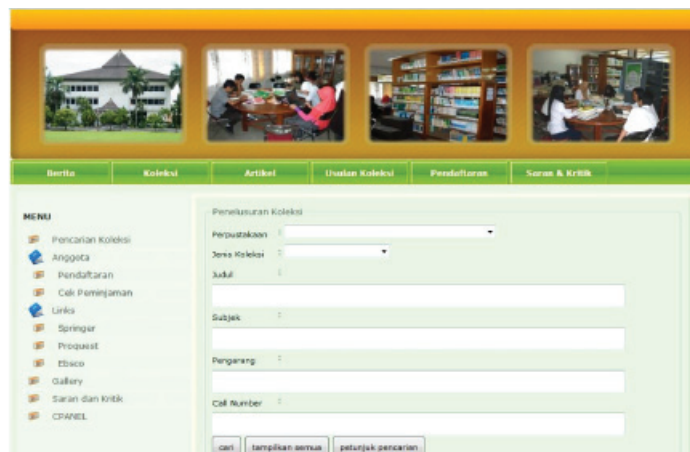 Berita Koleksi Artikel Usulan Koleksi Pendaftaran Saran & Kritik
MENU
Pencarian Koleksi
Anggota
Pendaftaran
Cek Peminjaman
Links
Springer
Proquest
Ebsco
Gallery
Saran dan Kritik
CPANEL
Penelusuran Koleksi
Perpustakaan :
Jenis Koleksi :
Judul :
Subjek :
Pengarang :
Call Number :
cari tampilkan semua petunjuk pencarian